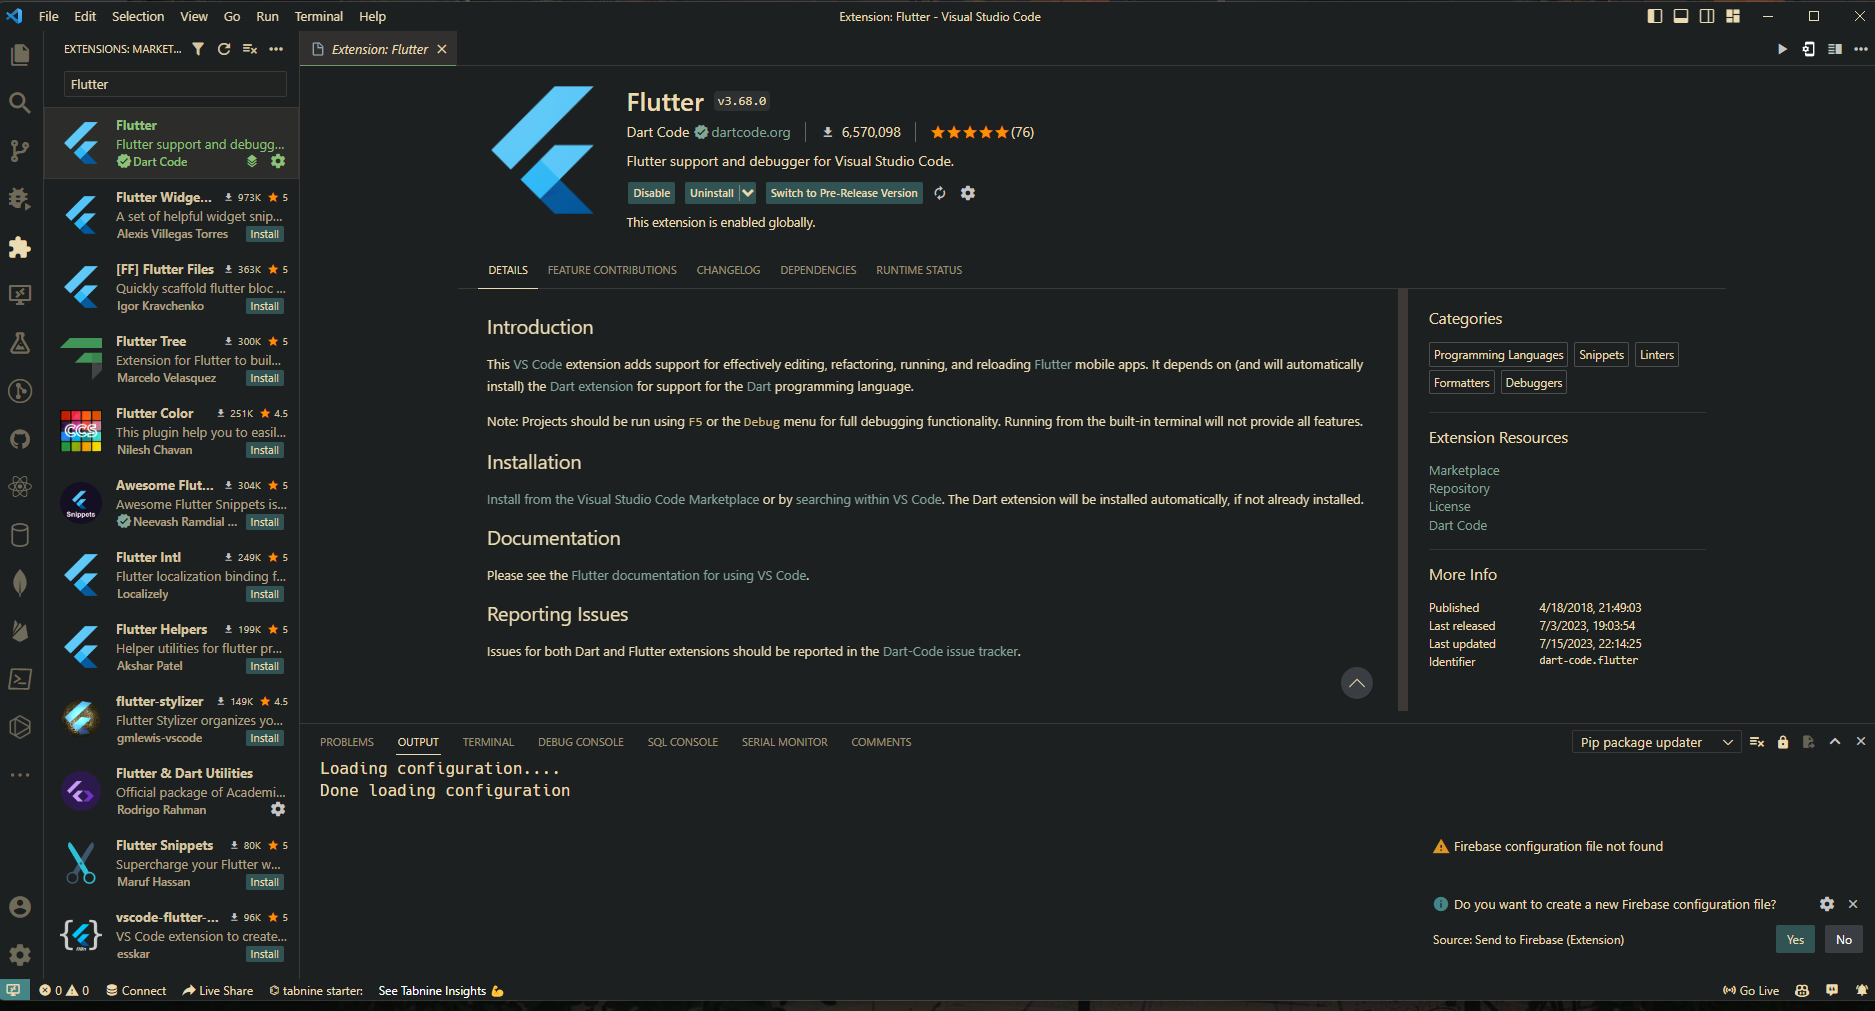 File Edit Selection View Go Run Terminal Help
Extension: Flutter - Visual Studio Code
EXTENSIONS: MARKET...
Flutter
Flutter
Flutter support and debugg...
Dart Code
Flutter Widge... 973K 5
A set of helpful widget snip...
Alexis Villegas Torres Install
[FF] Flutter Files 363K 5
Quickly scaffold flutter bloc ...
Igor Kravchenko Install
Flutter Tree 300K 5
Extension for Flutter to buil...
Marcelo Velasquez Install
Flutter Color 251K 4.5
CCS
This plugin help you to easil...
Nilesh Chavan Install
Awesome Flut... 304K 5
Snippets
Awesome Flutter Snippets is...
Neevash Ramdial ... Install
Flutter Intl 249K 5
Flutter localization binding f...
Localizely Install
Flutter Helpers 199K 5
Helper utilities for flutter pr...
Akshar Patel Install
flutter-stylizer 149K 4.5
Flutter Stylizer organizes yo...
gmlewis-vscode Install
Flutter & Dart Utilities
Official package of Academi...
Rodrigo Rahman
Flutter Snippets 80K 5
Supercharge your Flutter w...
Maruf Hassan Install
vscode-flutter-... 96K 5
VS Code extension to create...
esskar Install
Extension: Flutter
Flutter v3.68.0
Dart Code dartcode.org 6,570,098 (76)
Flutter support and debugger for Visual Studio Code.
Disable Uninstall Switch to Pre-Release Version
This extension is enabled globally.
DETAILS FEATURE CONTRIBUTIONS CHANGELOG DEPENDENCIES RUNTIME STATUS
Introduction
This VS Code extension adds support for effectively editing, refactoring, running, and reloading Flutter mobile apps. It depends on (and will automatically
install) the Dart extension for support for the Dart programming language.
Note: Projects should be run using F5 or the Debug menu for full debugging functionality. Running from the built-in terminal will not provide all features.
Installation
Install from the Visual Studio Code Marketplace or by searching within VS Code. The Dart extension will be installed automatically, if not already installed.
Documentation
Please see the Flutter documentation for using VS Code.
Reporting Issues
Issues for both Dart and Flutter extensions should be reported in the Dart-Code issue tracker.
Categories
Programming Languages Snippets Linters
Formatters Debuggers
Extension Resources
Marketplace
Repository
License
Dart Code
More Info
Published 4/18/2018, 21:49:03
Last released 7/3/2023, 19:03:54
Last updated 7/15/2023, 22:14:25
Identifier dart-code.flutter
PROBLEMS OUTPUT TERMINAL DEBUG CONSOLE SQL CONSOLE SERIAL MONITOR COMMENTS
Pip package updater
Loading configuration....
Done loading configuration
Firebase configuration file not found
Do you want to create a new Firebase configuration file?
Source: Send to Firebase (Extension) Yes No
0 0 Connect Live Share tabnine starter: See Tabnine Insights Go Live